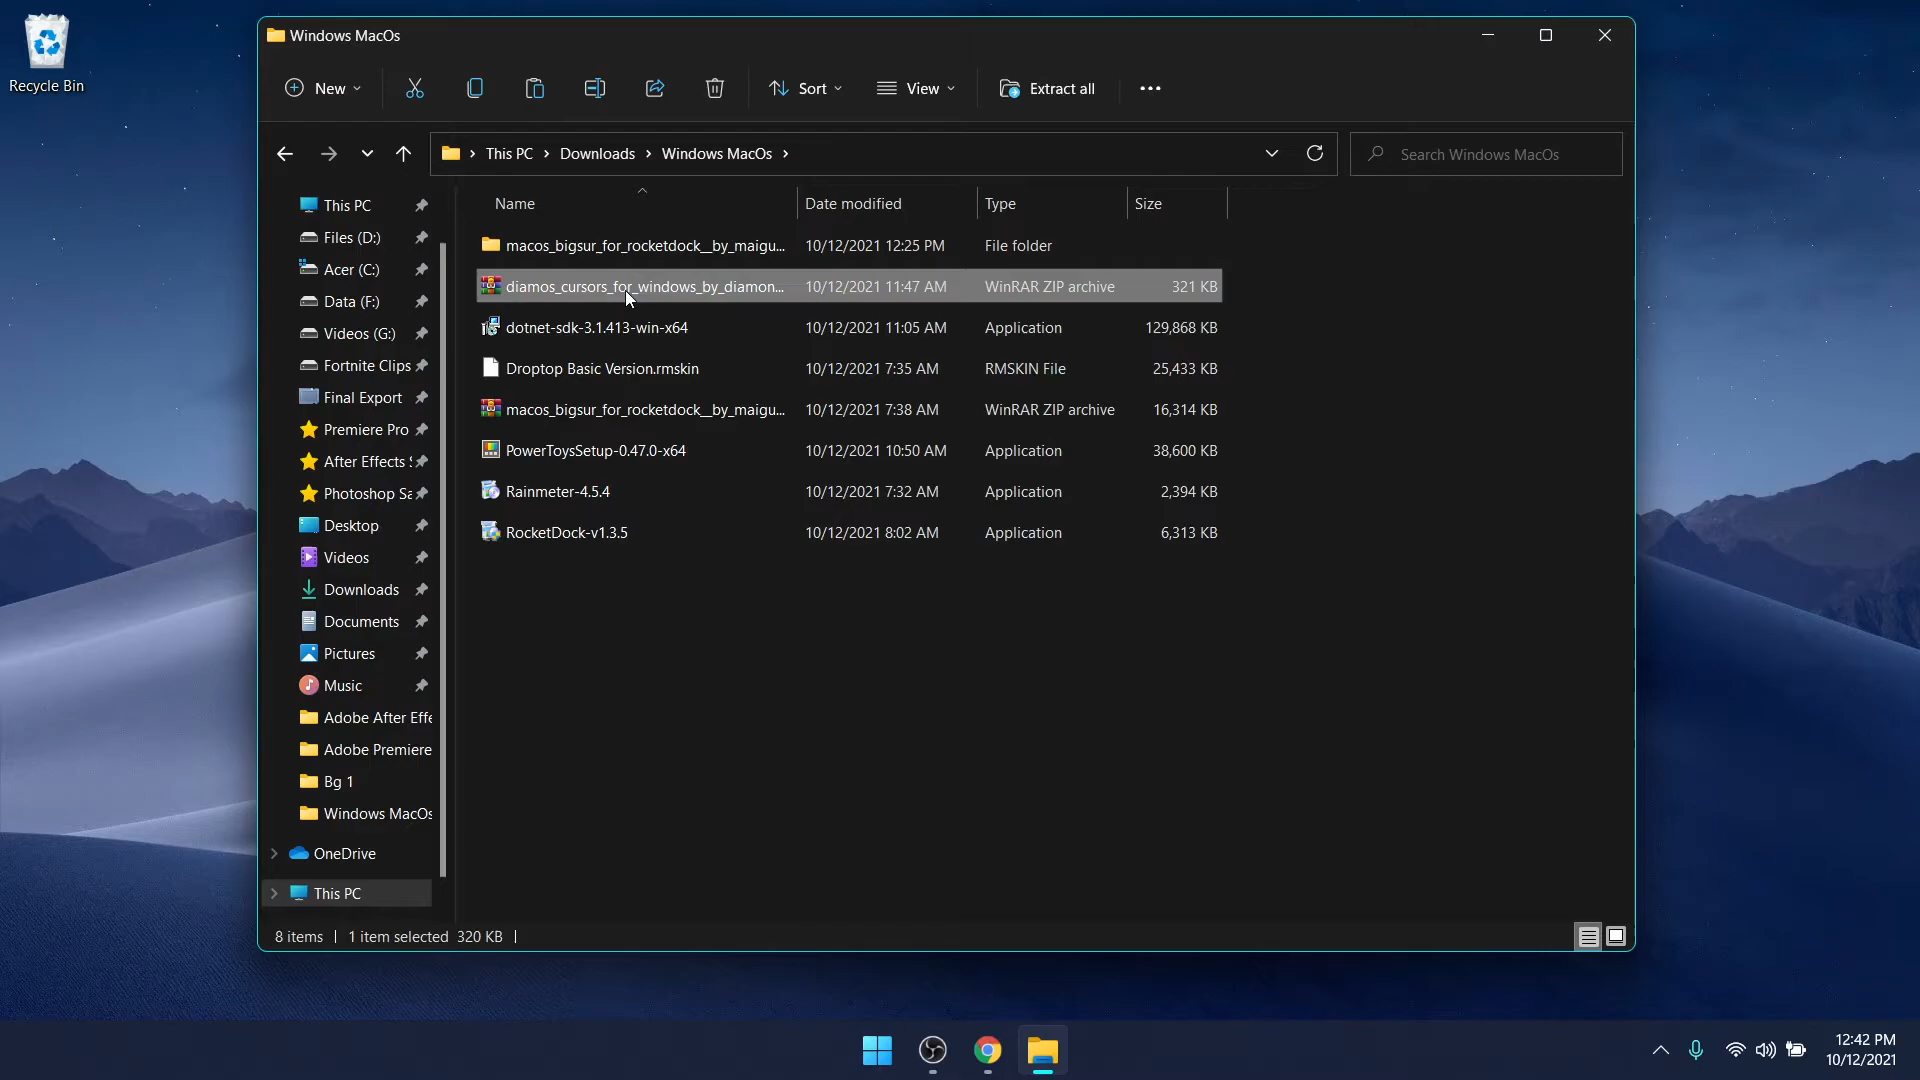 Recycle Bin
Windows MacOs
New
Sort
View
Extract all
This PC
Downloads
Windows MacOs
Search Windows MacOs
Name
Date modified
Type
Size
macos_bigsur_for_rocketdock__by_maigu... 10/12/2021 12:25 PM File folder
diamos_cursors_for_windows_by_diamon... 10/12/2021 11:47 AM WinRAR ZIP archive 321 KB
dotnet-sdk-3.1.413-win-x64 10/12/2021 11:05 AM Application 129,868 KB
Droptop Basic Version.rmskin 10/12/2021 7:35 AM RMSKIN File 25,433 KB
macos_bigsur_for_rocketdock__by_maigu... 10/12/2021 7:38 AM WinRAR ZIP archive 16,314 KB
PowerToysSetup-0.47.0-x64 10/12/2021 10:50 AM Application 38,600 KB
Rainmeter-4.5.4 10/12/2021 7:32 AM Application 2,394 KB
RocketDock-v1.3.5 10/12/2021 8:02 AM Application 6,313 KB
This PC
Files (D:)
Acer (C:)
Data (F:)
Videos (G:)
Fortnite Clips
Final Export
Premiere Pro
After Effects S
Photoshop Sa
Desktop
Videos
Downloads
Documents
Pictures
Music
Adobe After Effe
Adobe Premiere
Bg 1
Windows MacOs
OneDrive
This PC
8 items
1 item selected 320 KB
12:42 PM
10/12/2021